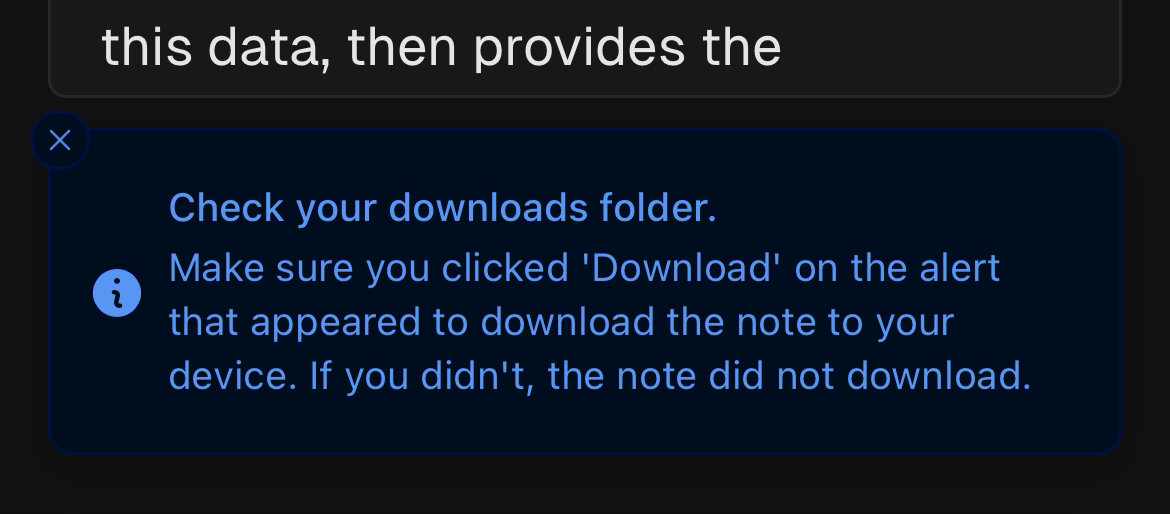 this data, then provides the
Check your downloads folder.
Make sure you clicked 'Download' on the alert
that appeared to download the note to your
device. If you didn't, the note did not download.